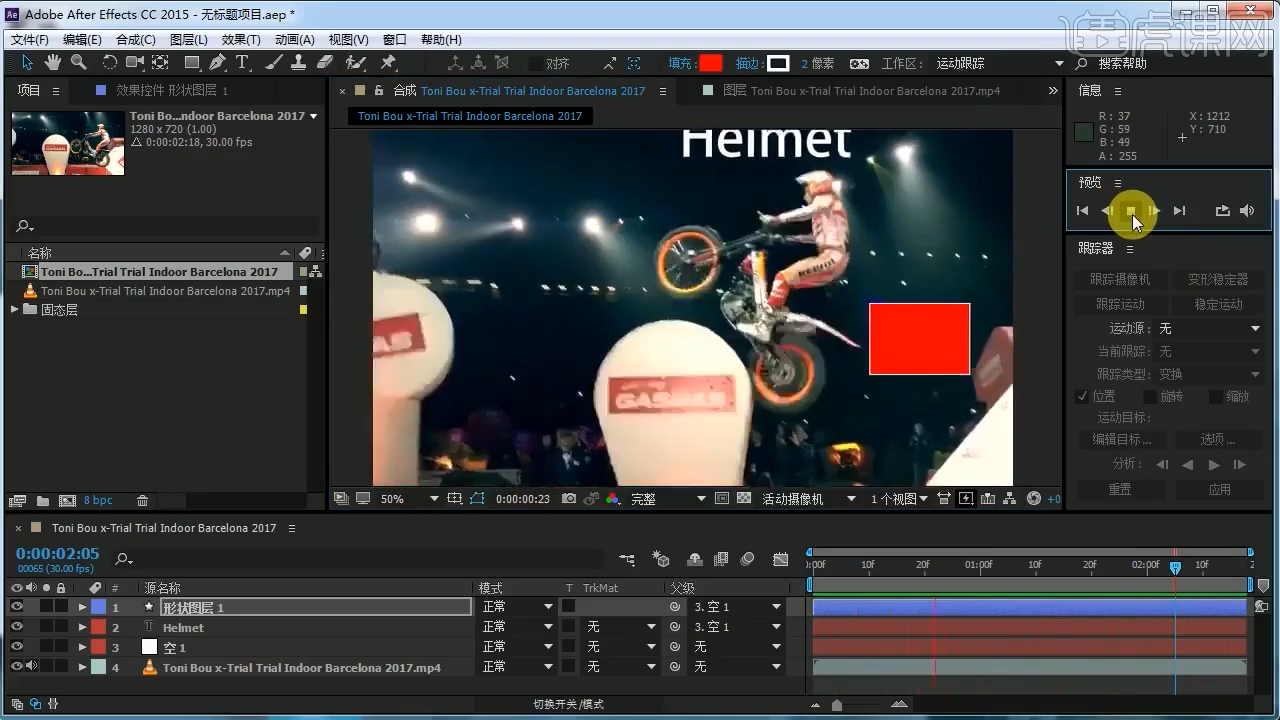 Adobe After Effects CC 2015 - 无标题项目.aep *
虎课网
文件(F) 编辑(E) 合成(C) 图层(L) 效果(T) 动画(A) 视图(V) 窗口 帮助(H)
对齐 填充: 描边: 2 像素 工作区: 运动跟踪 搜索帮助
项目 效果控件 形状图层 1
Toni Bo...ndoor Barcelona 2017
1280 x 720 (1.00)
Δ 0:00:02:18, 30.00 fps
名称
Toni Bo...Trial Trial Indoor Barcelona 2017
Toni Bou x-Trial Trial Indoor Barcelona 2017.mp4
固态层
8 bpc
合成 Toni Bou x-Trial Trial Indoor Barcelona 2017
图层 Toni Bou x-Trial Trial Indoor Barcelona 2017.mp4
Toni Bou x-Trial Trial Indoor Barcelona 2017
Helmet
GASGAS
50% 0:00:00:23 完整 活动摄像机 1 个视图 +0
信息
R: 37
G: 59
B: 49
A: 255
X: 1212
Y: 710
预览
跟踪器
跟踪摄像机 变形稳定器
跟踪运动 稳定运动
运动源: 无
当前跟踪: 无
跟踪类型: 变换
位置 旋转 缩放
运动目标:
编辑目标... 选项...
分析:
重置 应用
Toni Bou x-Trial Trial Indoor Barcelona 2017
0:00:02:05
00065 (30.00 fps)
:00f 10f 20f 01:00f 10f 20f 02:00f 10f 2
# 源名称 模式 T TrkMat 父级
1 形状图层 1 正常 3. 空 1
2 Helmet 正常 无 3. 空 1
3 空 1 正常 无 无
4 Toni Bou x-Trial Trial Indoor Barcelona 2017.mp4 正常 无 无
切换开关/模式